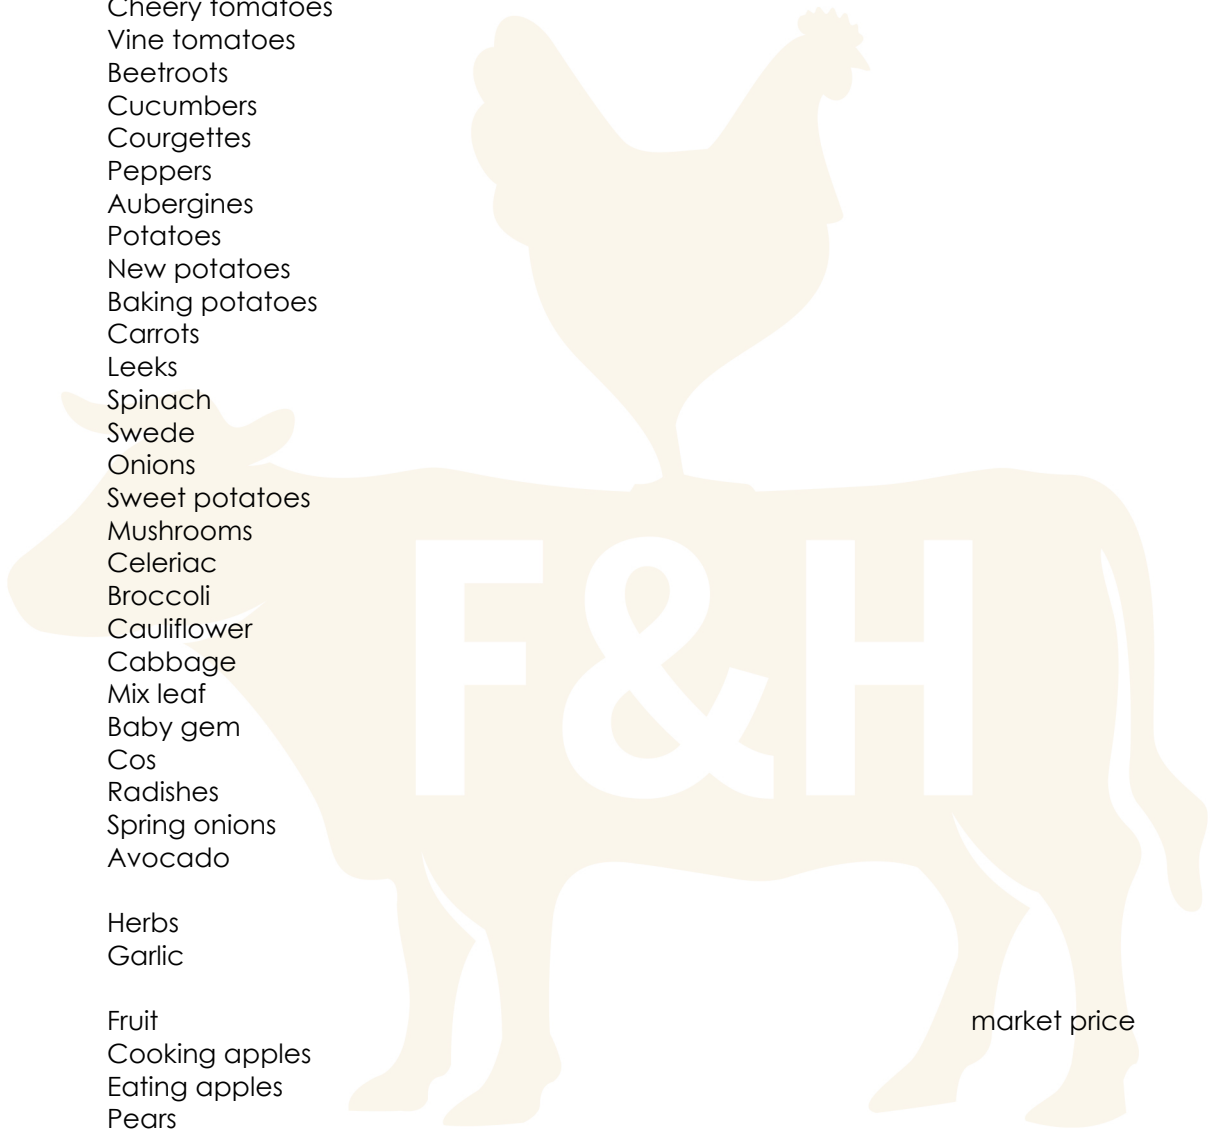 Cheery tomatoes
Vine tomatoes
Beetroots
Cucumbers
Courgettes
Peppers
Aubergines
Potatoes
New potatoes
Baking potatoes
Carrots
Leeks
Spinach
Swede
Onions
Sweet potatoes
Mushrooms
Celeriac
Broccoli
Cauliflower
Cabbage
Mix leaf
Baby gem
Cos
Radishes
Spring onions
Avocado
Herbs
Garlic
Fruit market price
Cooking apples
Eating apples
Pears
F&H